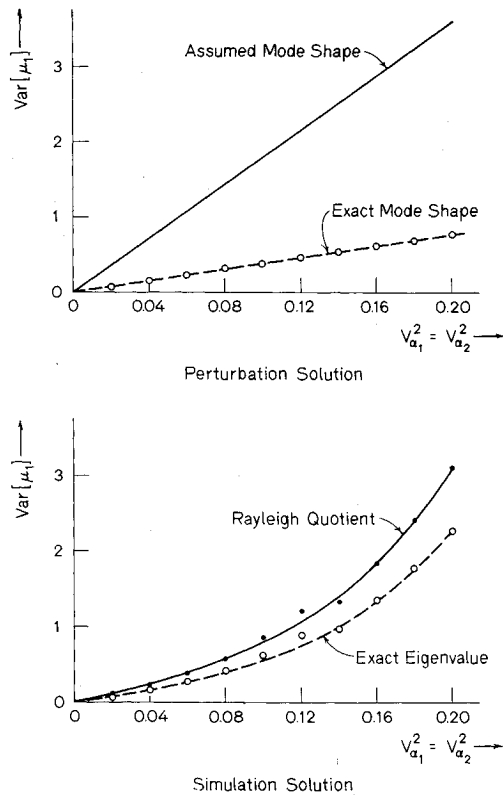 Var[μ₁]
Assumed Mode Shape
3
2
Exact Mode Shape
1
0
0 0.04 0.08 0.12 0.16 0.20
V²α₁ = V²α₂
Perturbation Solution
Var[μ₁]
3
Rayleigh Quotient
2
1
Exact Eigenvalue
0
0 0.04 0.08 0.12 0.16 0.20
V²α₁ = V²α₂
Simulation Solution